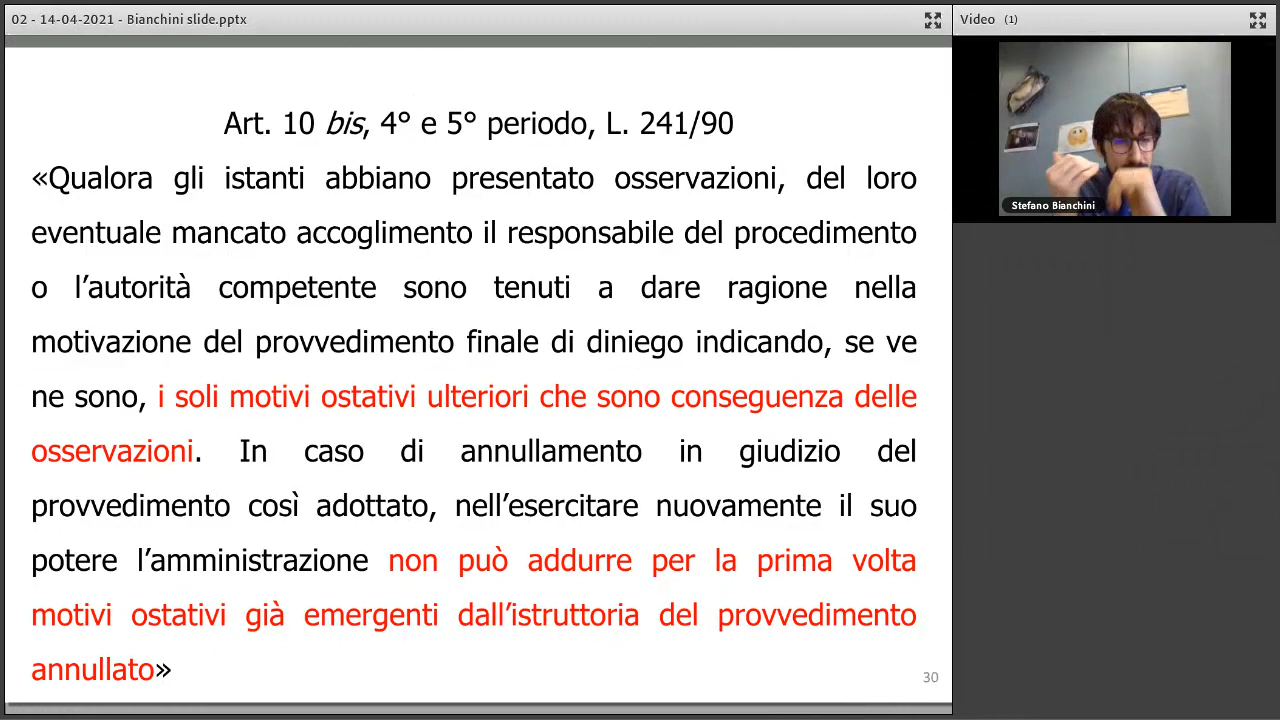 02 - 14-04-2021 - Bianchini slide.pptx
Video (1)
Stefano Bianchini
Art. 10 bis, 4° e 5° periodo, L. 241/90
«Qualora gli istanti abbiano presentato osservazioni, del loro
eventuale mancato accoglimento il responsabile del procedimento
o l’autorità competente sono tenuti a dare ragione nella
motivazione del provvedimento finale di diniego indicando, se ve
ne sono, i soli motivi ostativi ulteriori che sono conseguenza delle
osservazioni. In caso di annullamento in giudizio del
provvedimento così adottato, nell’esercitare nuovamente il suo
potere l’amministrazione non può addurre per la prima volta
motivi ostativi già emergenti dall’istruttoria del provvedimento
annullato»
30